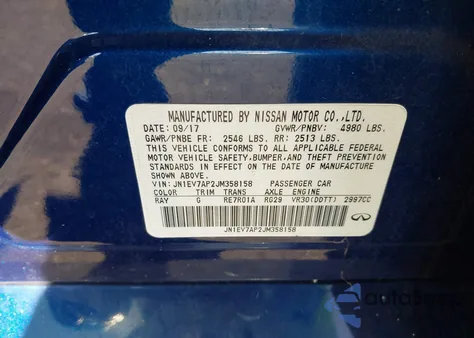 MANUFACTURED BY NISSAN MOTOR CO.,LTD.
DATE: 09/17 GVWR/PNBV: 4980 LBS.
GAWR/PNBE FR: 2546 LBS. RR: 2513 LBS.
THIS VEHICLE CONFORMS TO ALL APPLICABLE FEDERAL
MOTOR VEHICLE SAFETY,BUMPER,AND THEFT PREVENTION
STANDARDS IN EFFECT ON THE DATE OF MANUFACTURE
SHOWN ABOVE.
VIN: JN1EV7AP2JM358158 PASSENGER CAR
COLOR TRIM TRANS AXLE ENGINE
RAY G RE7R01A RG29 VR30(DDTT) 2997CC
JN1EV7AP2JM358158
autobeep